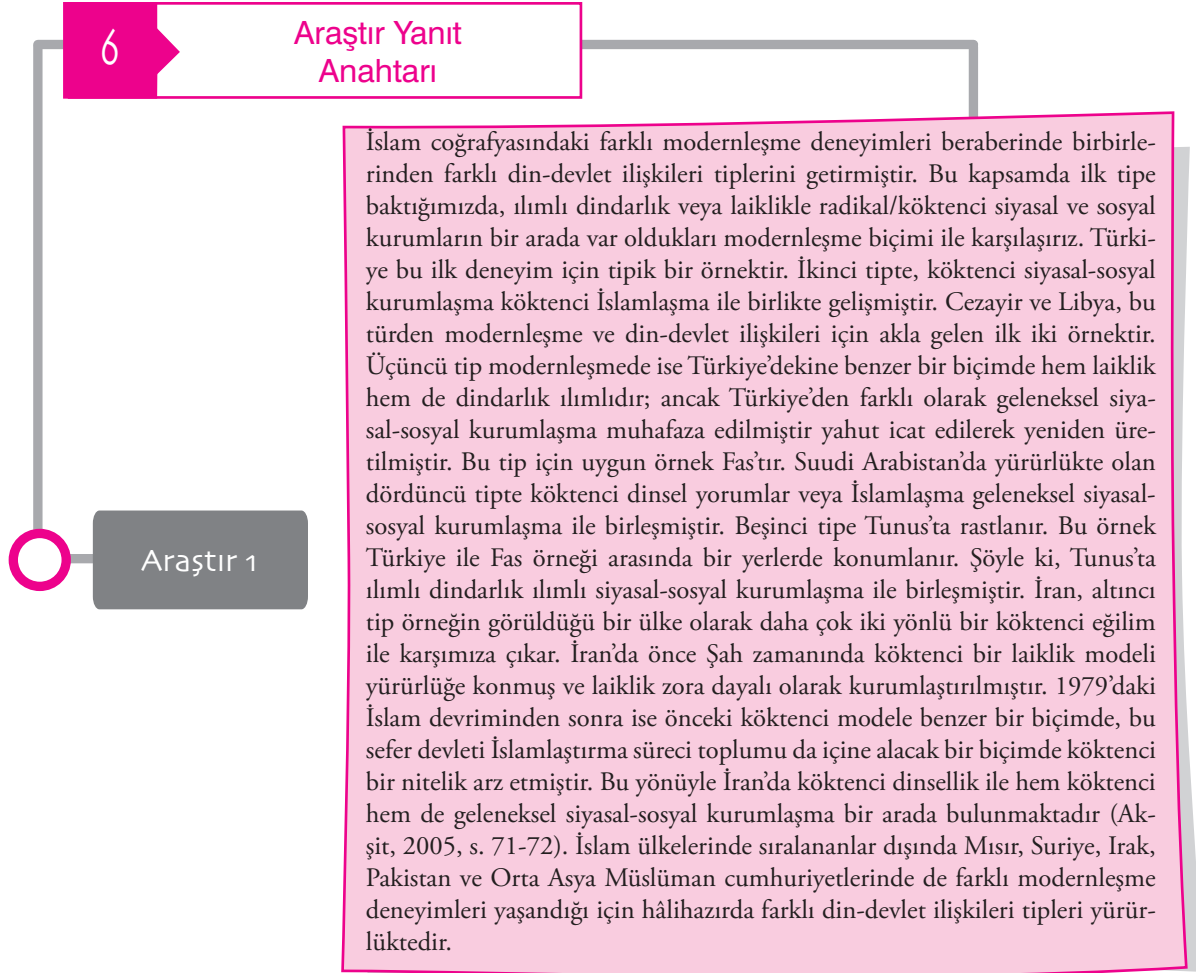 6
Araştır Yanıt
Anahtarı
İslam coğrafyasındaki farklı modernleşme deneyimleri beraberinde birbirle-
rinden farklı din-devlet ilişkileri tiplerini getirmiştir. Bu kapsamda ilk tipe
baktığımızda, ılımlı dindarlık veya laiklikle radikal/köktenci siyasal ve sosyal
kurumların bir arada var oldukları modernleşme biçimi ile karşılaşırız. Türki-
ye bu ilk deneyim için tipik bir örnektir. İkinci tipte, köktenci siyasal-sosyal
kurumlaşma köktenci İslamlaşma ile birlikte gelişmiştir. Cezayir ve Libya, bu
türden modernleşme ve din-devlet ilişkileri için akla gelen ilk iki örnektir.
Üçüncü tip modernleşmede ise Türkiye’dekine benzer bir biçimde hem laiklik
hem de dindarlık ılımlıdır; ancak Türkiye’den farklı olarak geleneksel siya-
sal-sosyal kurumlaşma muhafaza edilmiştir yahut icat edilerek yeniden üre-
tilmiştir. Bu tip için uygun örnek Fas’tır. Suudi Arabistan’da yürürlükte olan
dördüncü tipte köktenci dinsel yorumlar veya İslamlaşma geleneksel siyasal-
sosyal kurumlaşma ile birleşmiştir. Beşinci tipe Tunus’ta rastlanır. Bu örnek
Türkiye ile Fas örneği arasında bir yerlerde konumlanır. Şöyle ki, Tunus’ta
ılımlı dindarlık ılımlı siyasal-sosyal kurumlaşma ile birleşmiştir. İran, altıncı
tip örneğin görüldüğü bir ülke olarak daha çok iki yönlü bir köktenci eğilim
ile karşımıza çıkar. İran’da önce Şah zamanında köktenci bir laiklik modeli
yürürlüğe konmuş ve laiklik zora dayalı olarak kurumlaştırılmıştır. 1979’daki
İslam devriminden sonra ise önceki köktenci modele benzer bir biçimde, bu
sefer devleti İslamlaştırma süreci toplumu da içine alacak bir biçimde köktenci
bir nitelik arz etmiştir. Bu yönüyle İran’da köktenci dinsellik ile hem köktenci
hem de geleneksel siyasal-sosyal kurumlaşma bir arada bulunmaktadır (Ak-
şit, 2005, s. 71-72). İslam ülkelerinde sıralananlar dışında Mısır, Suriye, Irak,
Pakistan ve Orta Asya Müslüman cumhuriyetlerinde de farklı modernleşme
deneyimleri yaşandığı için hâlihazırda farklı din-devlet ilişkileri tipleri yürür-
lüktedir.
Araştır 1